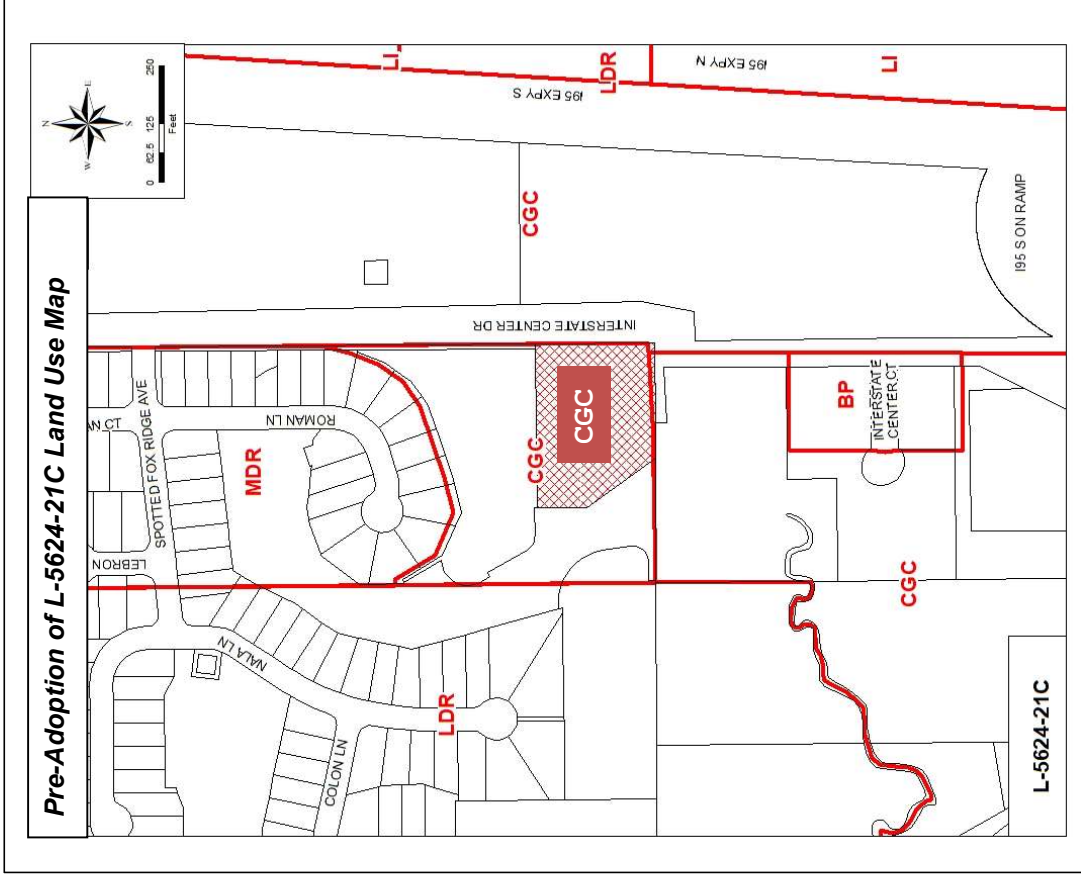 Pre-Adoption of L-5624-21C Land Use Map
N
W
E
S
0 62.5 125 250
Feet
LI
LDR
I95 EXPY N
LI
I95 EXPY S
CGC
I95 S ON RAMP
INTERSTATE CENTER DR
SPOTTED FOX RIDGE AVE
ROMAN LN
MDR
LEBRON
NALA LN
COLON LN
LDR
CGC
CGC
BP
INTERSTATE
CENTER CT
CGC
L-5624-21C